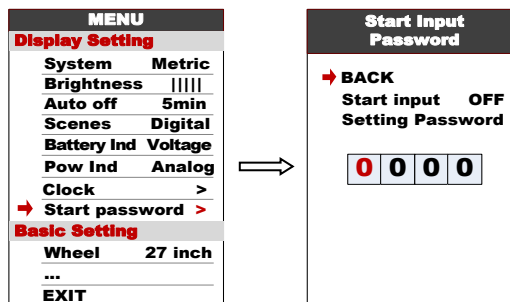 MENU
Display Setting
System Metric
Brightness |||||
Auto off 5min
Scenes Digital
Battery Ind Voltage
Pow Ind Analog
Clock >
Start password >
Basic Setting
Wheel 27 inch
...
EXIT
Start Input
Password
BACK
Start input OFF
Setting Password
0 0 0 0